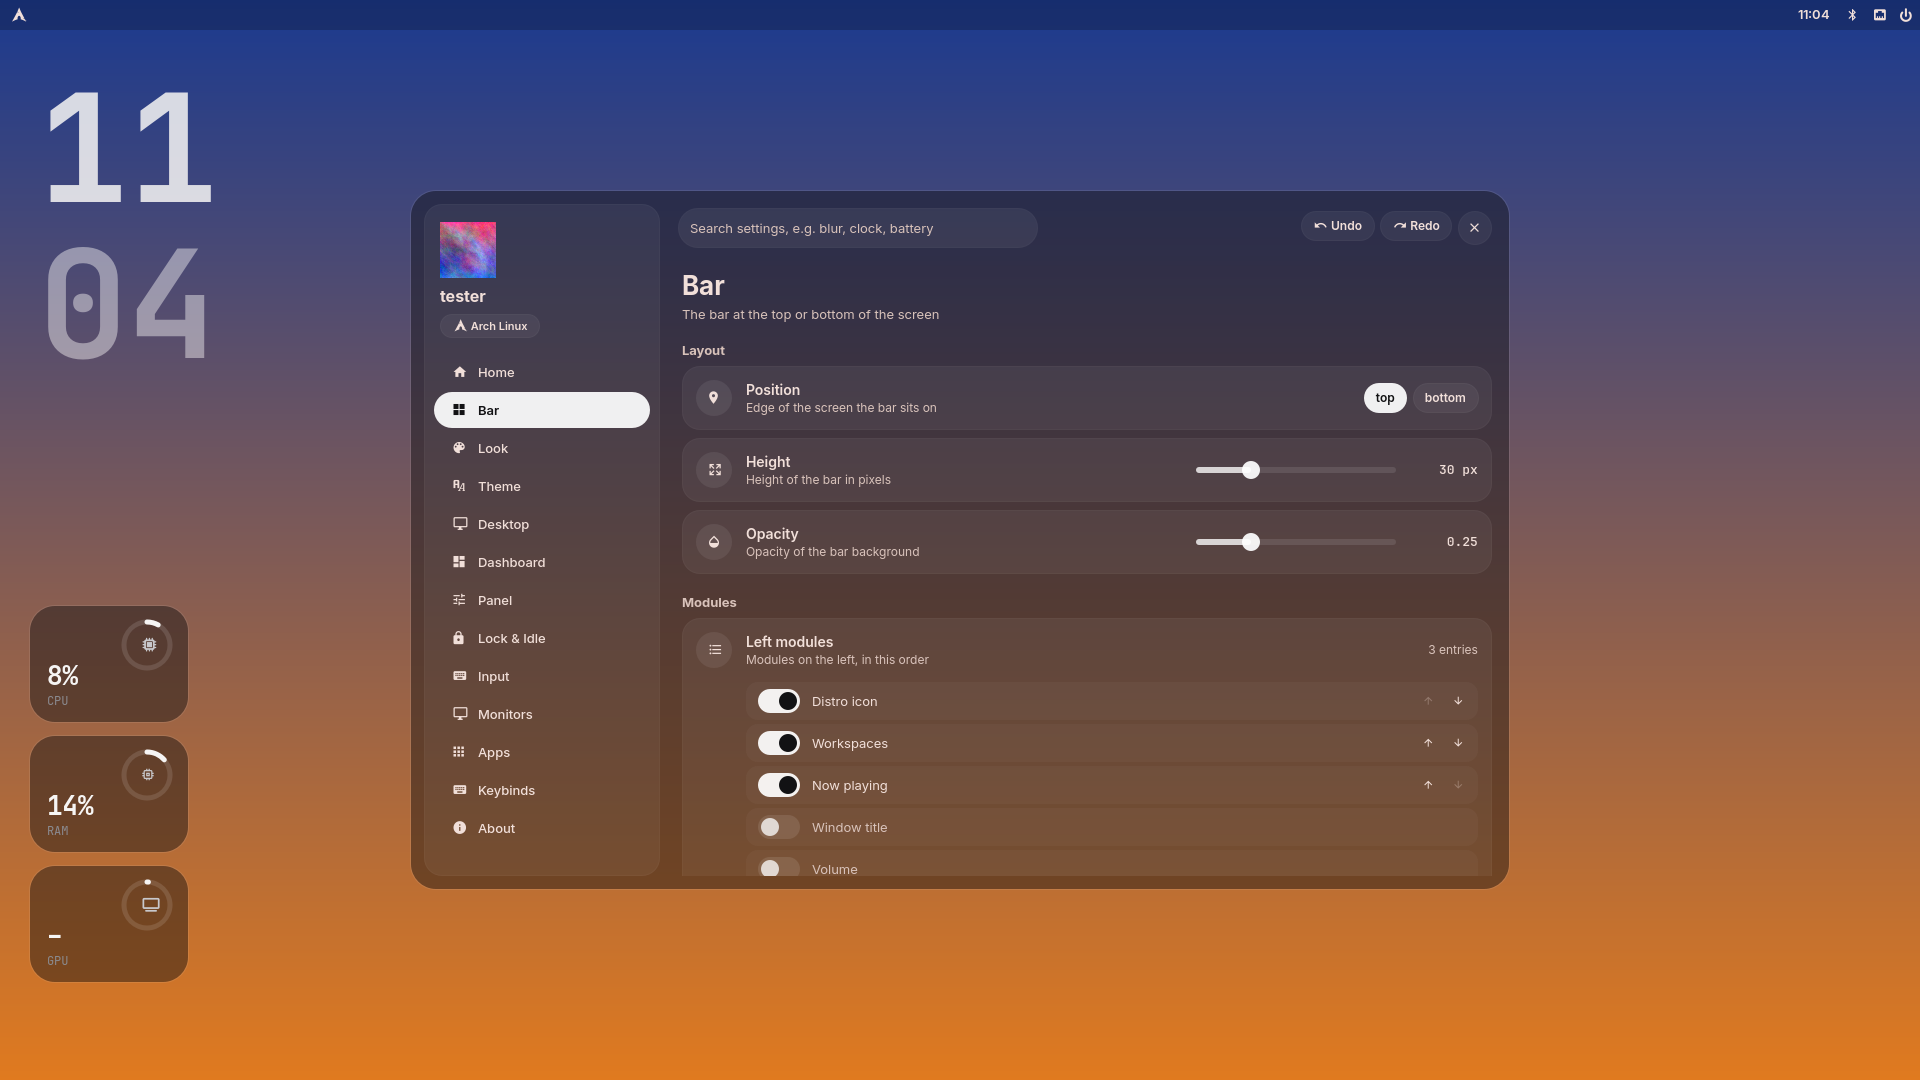 11:04
11
04
8%
CPU
14%
RAM
–
GPU
tester
Arch Linux
Home
Bar
Look
Theme
Desktop
Dashboard
Panel
Lock & Idle
Input
Monitors
Apps
Keybinds
About
Search settings, e.g. blur, clock, battery
Undo
Redo
Bar
The bar at the top or bottom of the screen
Layout
Position
Edge of the screen the bar sits on
top
bottom
Height
Height of the bar in pixels
30 px
Opacity
Opacity of the bar background
0.25
Modules
Left modules
Modules on the left, in this order
3 entries
Distro icon
Workspaces
Now playing
Window title
Volume